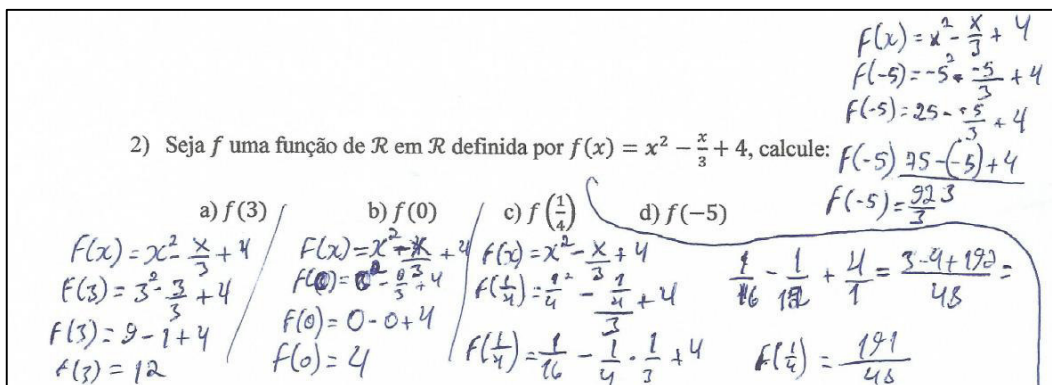 2) Seja f uma função de ℛ em ℛ definida por f(x) = x² − x/3 + 4, calcule:
a) f(3) b) f(0) c) f(1/4) d) f(−5)
F(x) = x² - x/3 + 4
F(3) = 3² - 3/3 + 4
F(3) = 9 - 1 + 4
F(3) = 12
F(x) = x² - x/3 + 4
F(0) = 0² - 0/3 + 4
F(0) = 0 - 0 + 4
F(0) = 4
F(x) = x² - x/3 + 4
F(1/4) = 1/4² - 1/4/3 + 4
F(1/4) = 1/16 - 1/4 · 1/3 + 4
1/16 - 1/12 + 4/1 = 3-4+192/48 =
F(1/4) = 191/48
F(x) = x² - x/3 + 4
F(-5) = -5² - -5/3 + 4
F(-5) = 25 - -5/3 + 4
F(-5) 75-(-5)+4
F(-5) = 92/3 3